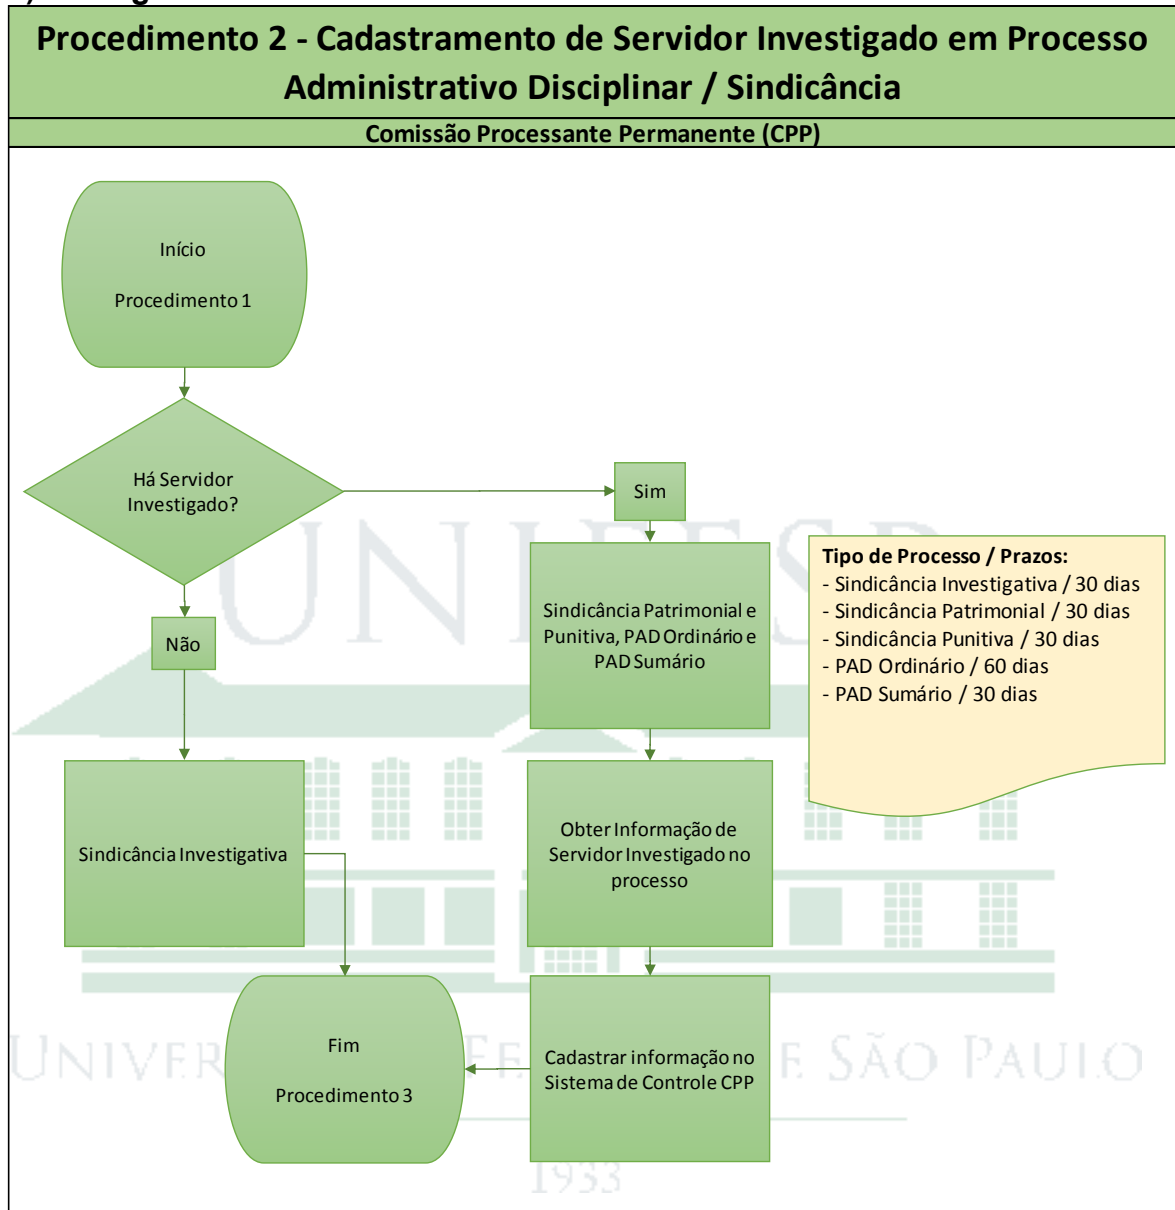 Procedimento 2 - Cadastramento de Servidor Investigado em Processo
Administrativo Disciplinar / Sindicância
Comissão Processante Permanente (CPP)
Início
Procedimento 1
Há Servidor
Investigado?
Sim
Não
Sindicância Patrimonial e
Punitiva, PAD Ordinário e
PAD Sumário
Tipo de Processo / Prazos:
- Sindicância Investigativa / 30 dias
- Sindicância Patrimonial / 30 dias
- Sindicância Punitiva / 30 dias
- PAD Ordinário / 60 dias
- PAD Sumário / 30 dias
Sindicância Investigativa
Obter Informação de
Servidor Investigado no
processo
Fim
Procedimento 3
Cadastrar informação no
Sistema de Controle CPP
SÃO PAULO
1933